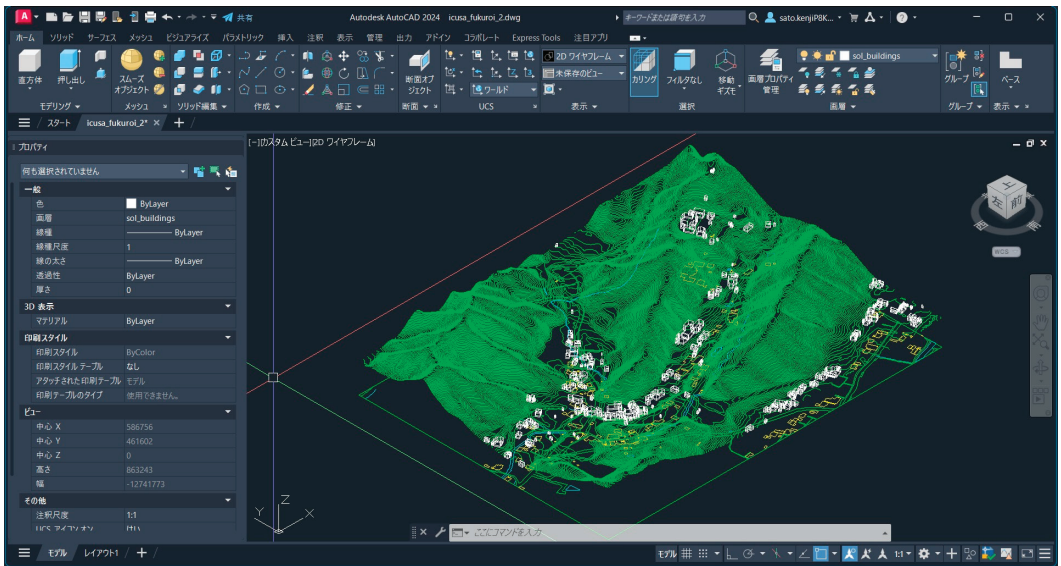 A 共有 Autodesk AutoCAD 2024 icusa_fukuroi_2.dwg キーワードまたは語句を入力 sato.kenjiP8K...
ホーム ソリッド サーフェス メッシュ ビジュアライズ パラメトリック 挿入 注釈 表示 管理 出力 アドイン コラボレート Express Tools 注目アプリ
2D ワイヤフレーム sol_buildings
未保存のビュー
直方体 押し出し スムーズ オブジェクト 断面オブジェクト ワールド カリング フィルタなし 移動 ギズモ 画層プロパティ 管理 グループ ベース
モデリング メッシュ ソリッド編集 作成 修正 断面 UCS 表示 選択 画層 グループ 表示
スタート icusa_fukuroi_2*
プロパティ
[-][カスタム ビュー][2D ワイヤフレーム]
何も選択されていません
一般
色 ByLayer
画層 sol_buildings
線種 ByLayer
線種尺度 1
線の太さ ByLayer
透過性 ByLayer
厚さ 0
3D 表示
マテリアル ByLayer
印刷スタイル
印刷スタイル ByColor
印刷スタイル テーブル なし
アタッチされた印刷テーブル モデル
印刷テーブルのタイプ 使用できません。
ビュー
中心 X 586756
中心 Y 461602
中心 Z 0
高さ 863243
幅 -12741773
その他
注釈尺度 1:1
UCS アイコン オン はい
上
左 前
WCS
Z
Y X
ここにコマンドを入力
モデル レイアウト1
モデル 1:1